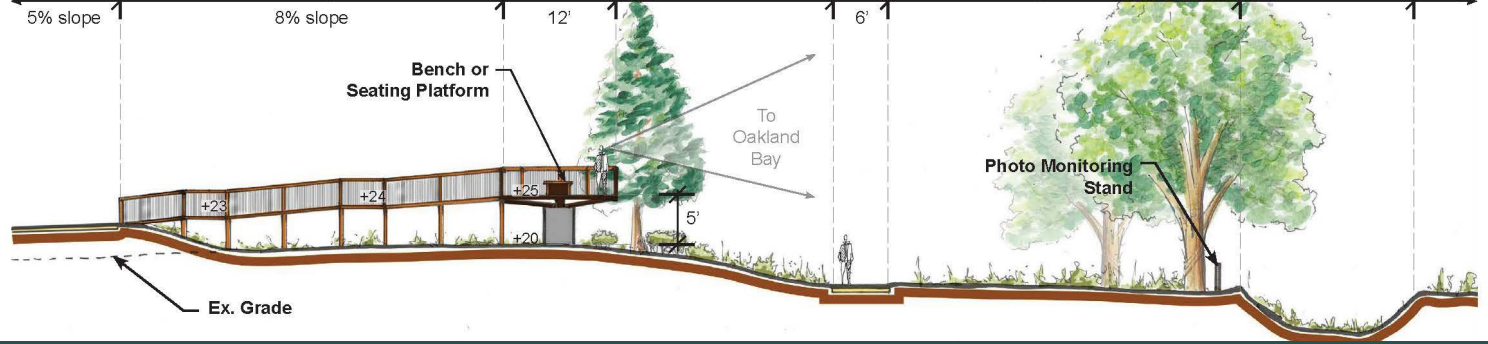 5% slope
8% slope
12'
6'
Bench or
Seating Platform
To
Oakland
Bay
Photo Monitoring
Stand
+25
+24
+23
5'
+20
Ex. Grade